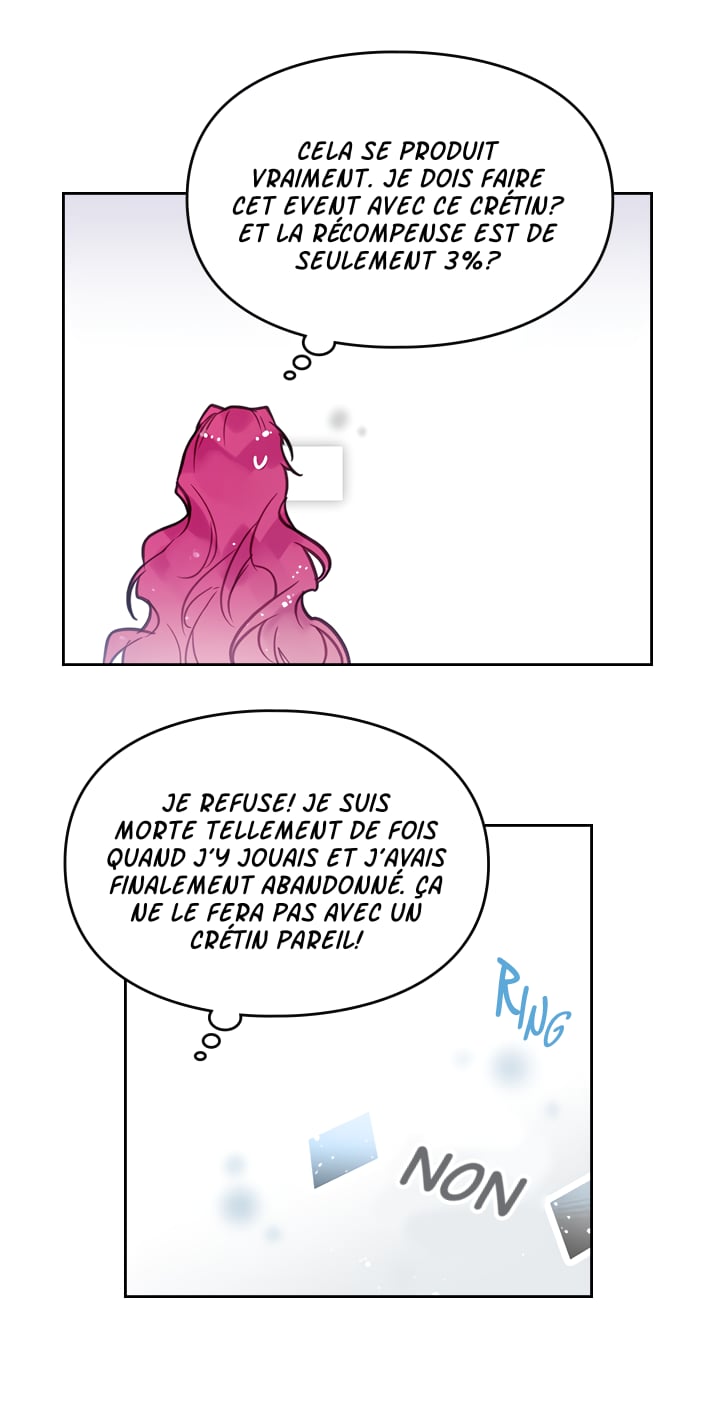 CELA SE PRODUIT
VRAIMENT. JE DOIS FAIRE
CET EVENT AVEC CE CRÉTIN?
ET LA RÉCOMPENSE EST DE
SEULEMENT 3%?
JE REFUSE! JE SUIS
MORTE TELLEMENT DE FOIS
QUAND J'Y JOUAIS ET J'AVAIS
FINALEMENT ABANDONNÉ. ÇA
NE LE FERA PAS AVEC UN
CRÉTIN PAREIL!
RING
NON